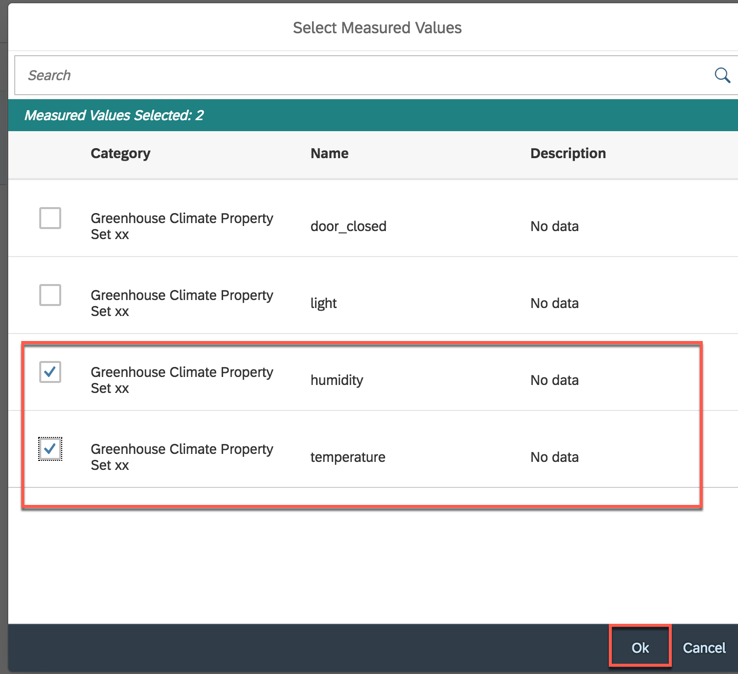 Select Measured Values
Search
Measured Values Selected: 2
Category Name Description
Greenhouse Climate Property
Set xx
door_closed
No data
Greenhouse Climate Property
Set xx
light
No data
Greenhouse Climate Property
Set xx
humidity
No data
Greenhouse Climate Property
Set xx
temperature
No data
Ok Cancel